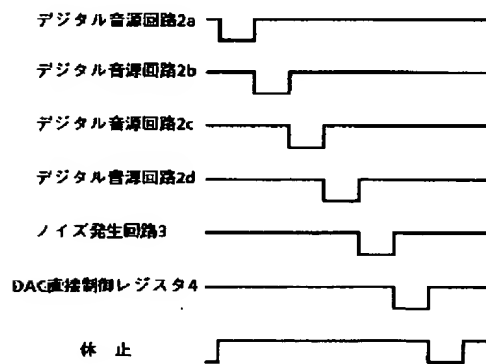 デジタル音源回路2a
デジタル音源回路2b
デジタル音源回路2c
デジタル音源回路2d
ノイズ発生回路3
DAC直接制御レジスタ4
休 止